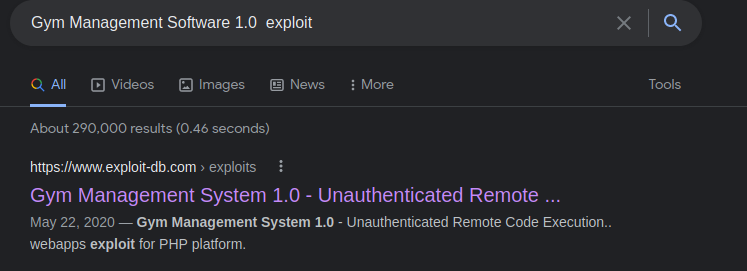 Gym Management Software 1.0  exploit
All Videos Images News More Tools
About 290,000 results (0.46 seconds)
https://www.exploit-db.com › exploits
Gym Management System 1.0 - Unauthenticated Remote ...
May 22, 2020 — Gym Management System 1.0 - Unauthenticated Remote Code Execution..
webapps exploit for PHP platform.